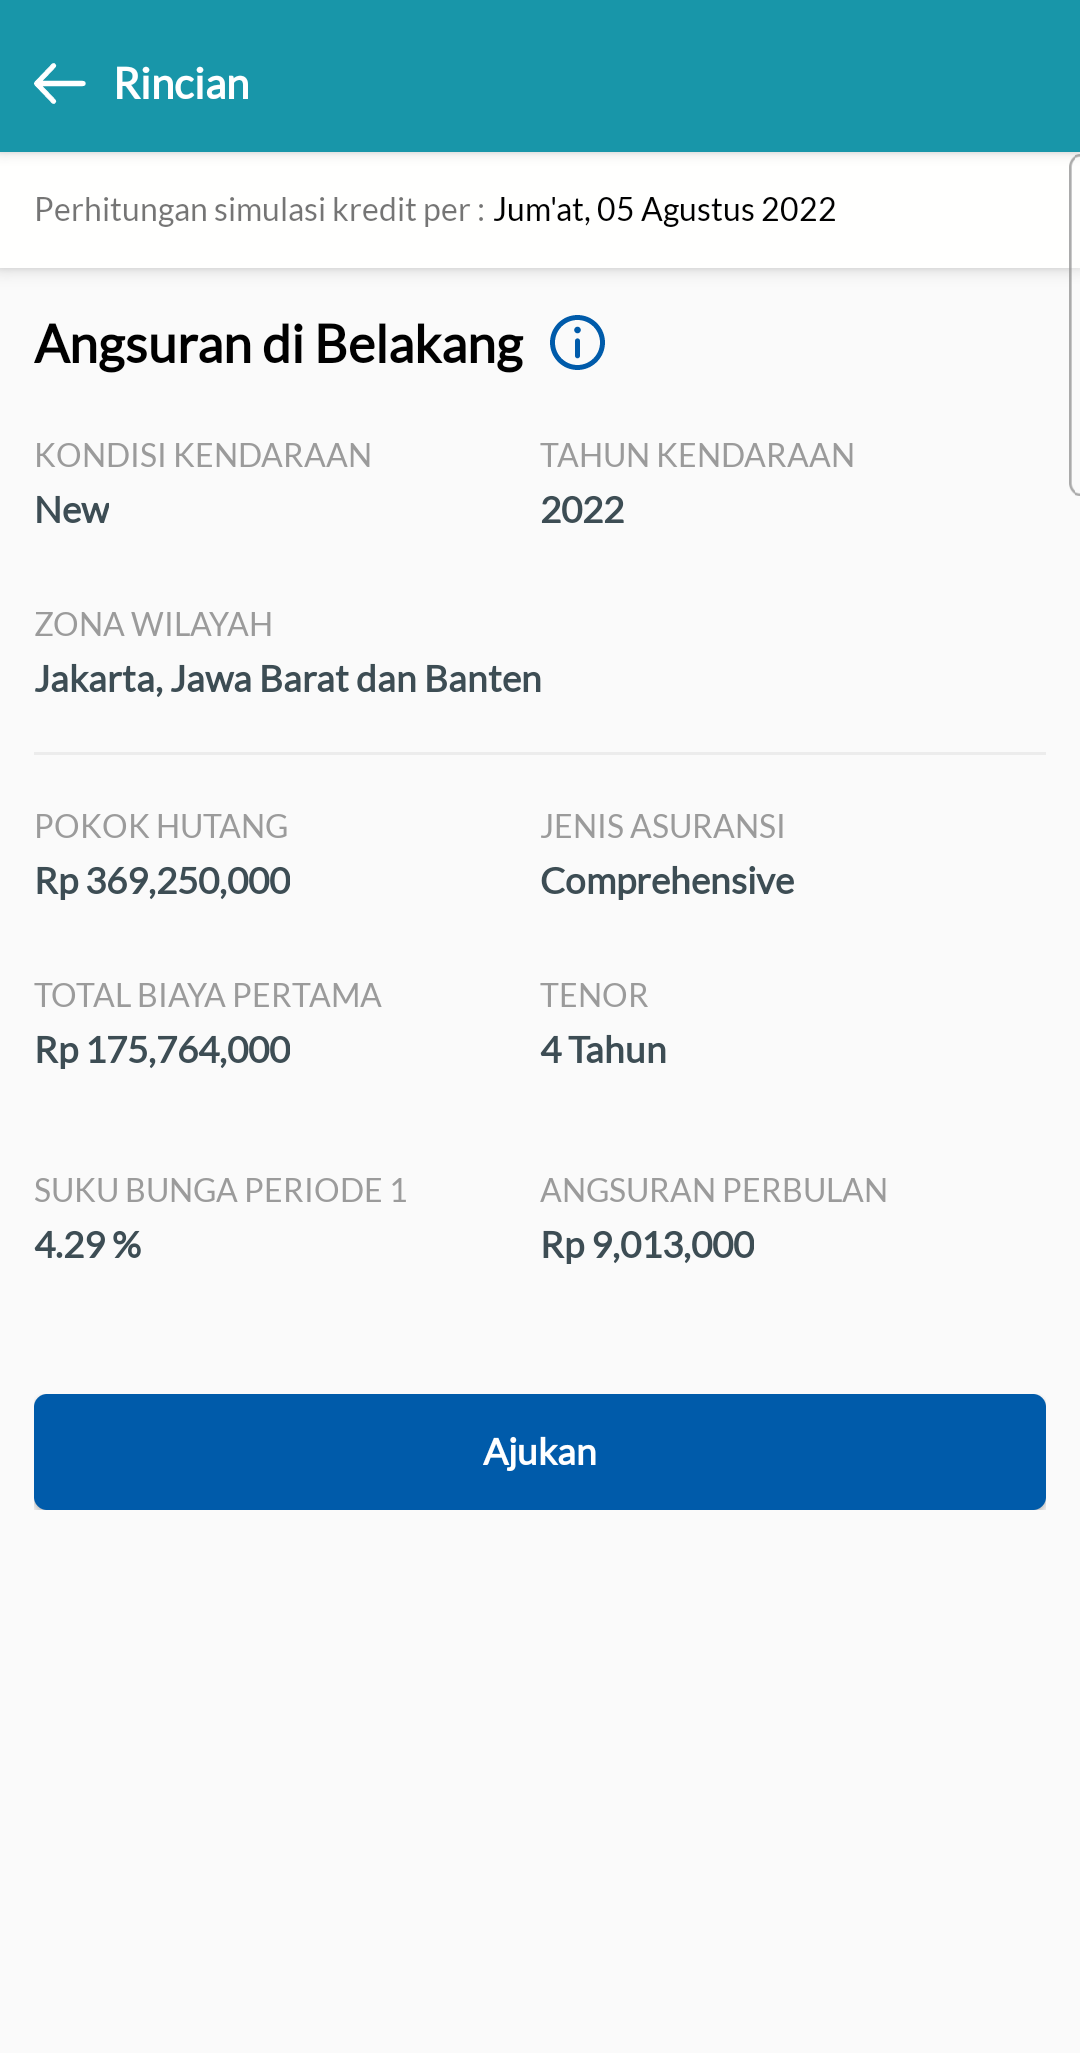 Rincian
Perhitungan simulasi kredit per : Jum'at, 05 Agustus 2022
Angsuran di Belakang
KONDISI KENDARAAN
New
TAHUN KENDARAAN
2022
ZONA WILAYAH
Jakarta, Jawa Barat dan Banten
POKOK HUTANG
Rp 369,250,000
JENIS ASURANSI
Comprehensive
TOTAL BIAYA PERTAMA
Rp 175,764,000
TENOR
4 Tahun
SUKU BUNGA PERIODE 1
4.29 %
ANGSURAN PERBULAN
Rp 9,013,000
Ajukan